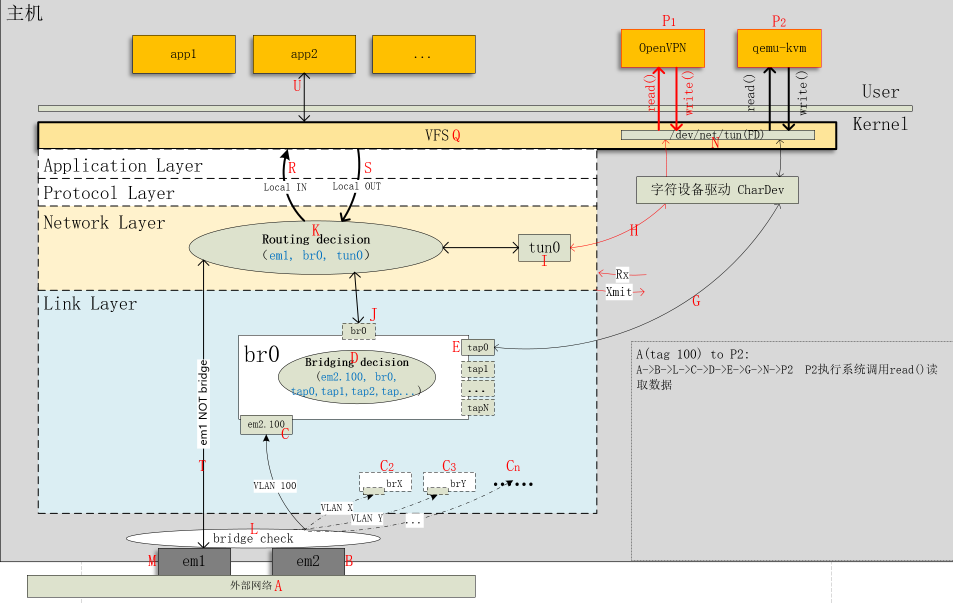 主机
P1
P2
app1
app2
...
OpenVPN
qemu-kvm
U
read()
write()
read()
write()
User
Kernel
VFS Q
/dev/net/tun(FD)
N
Application Layer
R
S
Local IN
Local OUT
Protocol Layer
字符设备驱动 CharDev
Network Layer
K
Routing decision
(em1, br0, tun0)
tun0
I
H
Rx
Xmit
Link Layer
G
J
br0
br0
E
tap0
tap1
...
tapN
D
Bridging decision
(em2.100, br0,
tap0,tap1,tap2,tap...)
A(tag 100) to P2:
A->B->L->C->D->E->G->N->P2 P2执行系统调用read()读
取数据
em1 NOT bridge
em2.100
C
T
C2
C3
Cn
brX
brY
......
VLAN 100
VLAN X
VLAN Y
...
L
bridge check
M
em1
em2
B
外部网络 A